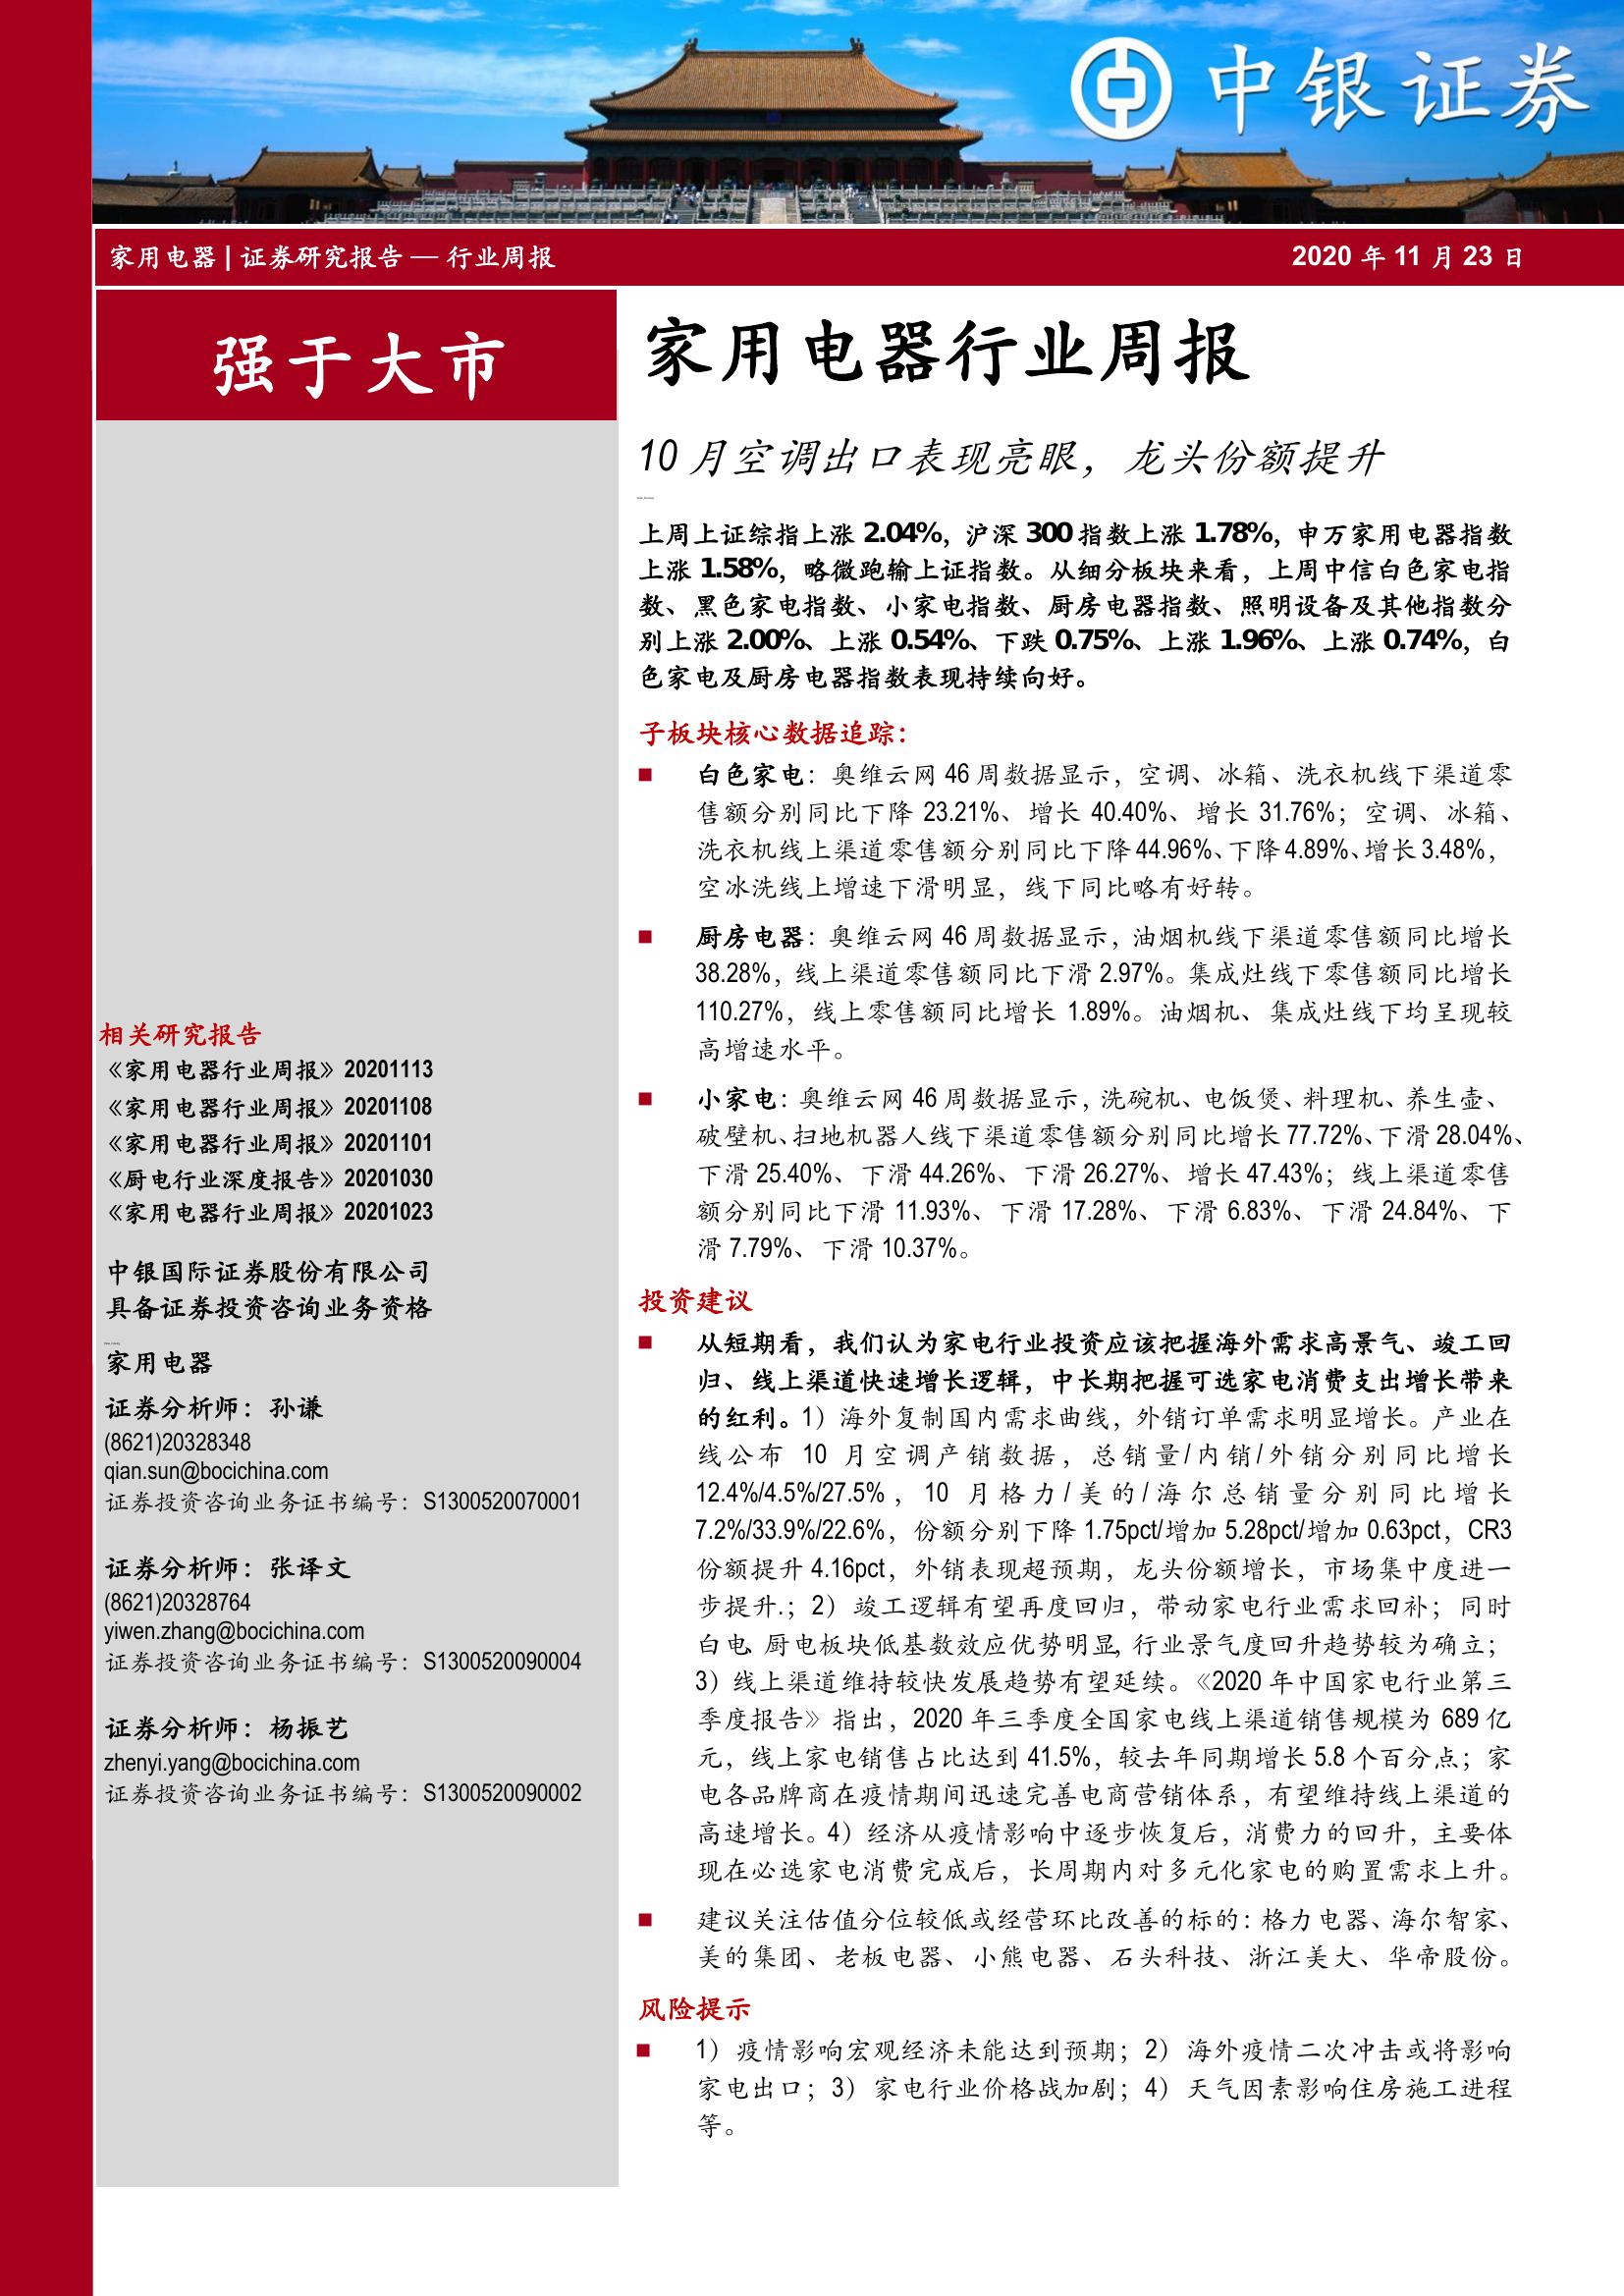 中银证券
家用电器 | 证券研究报告 — 行业周报
2020 年 11 月 23 日
强于大市
家用电器行业周报
10 月空调出口表现亮眼，龙头份额提升
上周上证综指上涨 2.04%，沪深 300 指数上涨 1.78%，申万家用电器指数
上涨 1.58%，略微跑输上证指数。从细分板块来看，上周中信白色家电指
数、黑色家电指数、小家电指数、厨房电器指数、照明设备及其他指数分
别上涨 2.00%、上涨 0.54%、下跌 0.75%、上涨 1.96%、上涨 0.74%，白
色家电及厨房电器指数表现持续向好。
子板块核心数据追踪：
■ 白色家电：奥维云网 46 周数据显示，空调、冰箱、洗衣机线下渠道零
售额分别同比下降 23.21%、增长 40.40%、增长 31.76%；空调、冰箱、
洗衣机线上渠道零售额分别同比下降 44.96%、下降 4.89%、增长 3.48%，
空冰洗线上增速下滑明显，线下同比略有好转。
■ 厨房电器：奥维云网 46 周数据显示，油烟机线下渠道零售额同比增长
38.28%，线上渠道零售额同比下滑 2.97%。集成灶线下零售额同比增长
110.27%，线上零售额同比增长 1.89%。油烟机、集成灶线下均呈现较
高增速水平。
■ 小家电：奥维云网 46 周数据显示，洗碗机、电饭煲、料理机、养生壶、
破壁机、扫地机器人线下渠道零售额分别同比增长 77.72%、下滑 28.04%、
下滑 25.40%、下滑 44.26%、下滑 26.27%、增长 47.43%；线上渠道零售
额分别同比下滑 11.93%、下滑 17.28%、下滑 6.83%、下滑 24.84%、下
滑 7.79%、下滑 10.37%。
投资建议
■ 从短期看，我们认为家电行业投资应该把握海外需求高景气、竣工回
归、线上渠道快速增长逻辑，中长期把握可选家电消费支出增长带来
的红利。1）海外复制国内需求曲线，外销订单需求明显增长。产业在
线公布 10 月空调产销数据，总销量/内销/外销分别同比增长
12.4%/4.5%/27.5%，10 月格力/美的/海尔总销量分别同比增长
7.2%/33.9%/22.6%，份额分别下降 1.75pct/增加 5.28pct/增加 0.63pct，CR3
份额提升 4.16pct，外销表现超预期，龙头份额增长，市场集中度进一
步提升.；2）竣工逻辑有望再度回归，带动家电行业需求回补；同时
白电、厨电板块低基数效应优势明显，行业景气度回升趋势较为确立；
3）线上渠道维持较快发展趋势有望延续。《2020 年中国家电行业第三
季度报告》指出，2020 年三季度全国家电线上渠道销售规模为 689 亿
元，线上家电销售占比达到 41.5%，较去年同期增长 5.8 个百分点；家
电各品牌商在疫情期间迅速完善电商营销体系，有望维持线上渠道的
高速增长。4）经济从疫情影响中逐步恢复后，消费力的回升，主要体
现在必选家电消费完成后，长周期内对多元化家电的购置需求上升。
■ 建议关注估值分位较低或经营环比改善的标的：格力电器、海尔智家、
美的集团、老板电器、小熊电器、石头科技、浙江美大、华帝股份。
风险提示
■ 1）疫情影响宏观经济未能达到预期；2）海外疫情二次冲击或将影响
家电出口；3）家电行业价格战加剧；4）天气因素影响住房施工进程
等。
相关研究报告
《家用电器行业周报》20201113
《家用电器行业周报》20201108
《家用电器行业周报》20201101
《厨电行业深度报告》20201030
《家用电器行业周报》20201023
中银国际证券股份有限公司
具备证券投资咨询业务资格
家用电器
证券分析师：孙谦
(8621)20328348
qian.sun@bocichina.com
证券投资咨询业务证书编号：S1300520070001
证券分析师：张译文
(8621)20328764
yiwen.zhang@bocichina.com
证券投资咨询业务证书编号：S1300520090004
证券分析师：杨振艺
zhenyi.yang@bocichina.com
证券投资咨询业务证书编号：S1300520090002